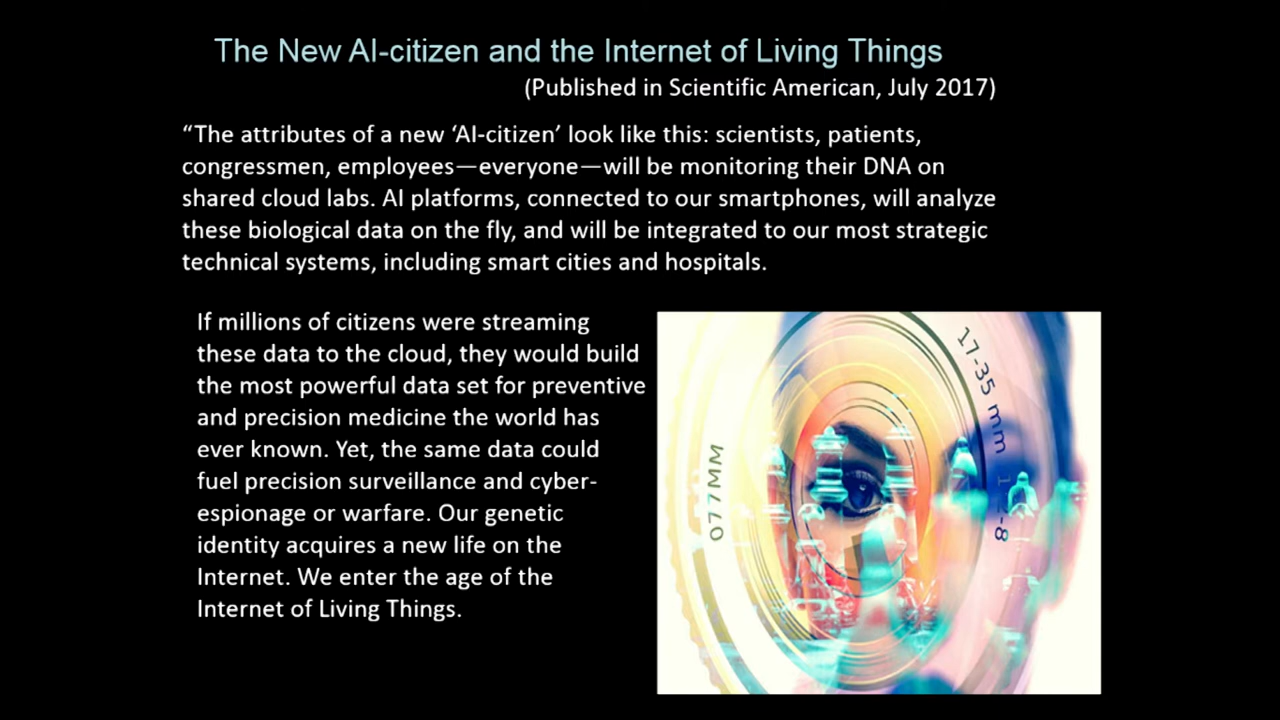 The New AI-citizen and the Internet of Living Things
(Published in Scientific American, July 2017)
“The attributes of a new ‘AI-citizen’ look like this: scientists, patients,
congressmen, employees—everyone—will be monitoring their DNA on
shared cloud labs. AI platforms, connected to our smartphones, will analyze
these biological data on the fly, and will be integrated to our most strategic
technical systems, including smart cities and hospitals.
If millions of citizens were streaming
these data to the cloud, they would build
the most powerful data set for preventive
and precision medicine the world has
ever known. Yet, the same data could
fuel precision surveillance and cyber-
espionage or warfare. Our genetic
identity acquires a new life on the
Internet. We enter the age of the
Internet of Living Things.
17-35 mm
077MM